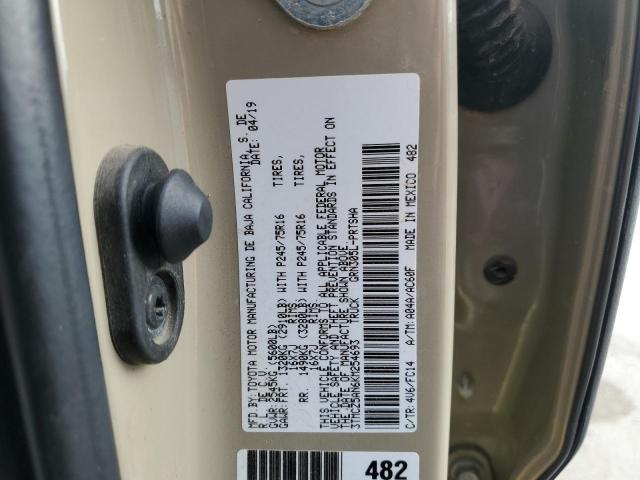 TOYOTA MOTOR MANUFACTURING DE BAJA CALIFORNIA, S. DE
R. L. DE C.V. DATE: 04/19
GVWR: 2545KG (5600LB)
GAWR: FRT. 1320KG (2910LB) WITH P245/75R16 TIRES,
16X7J RIMS
RR. 1490KG (3280LB) WITH P245/75R16 TIRES,
16X7J RIMS
THIS VEHICLE CONFORMS TO ALL APPLICABLE FEDERAL MOTOR
VEHICLE SAFETY AND THEFT PREVENTION STANDARDS IN EFFECT ON
THE DATE OF MANUFACTURE SHOWN ABOVE.
3TMCZ5AN6KM254693 TRUCK GRN305L-PRTSHA
C/TR: 4V6/FC14 A/TM: A04A/AC60F MADE IN MEXICO 482
482